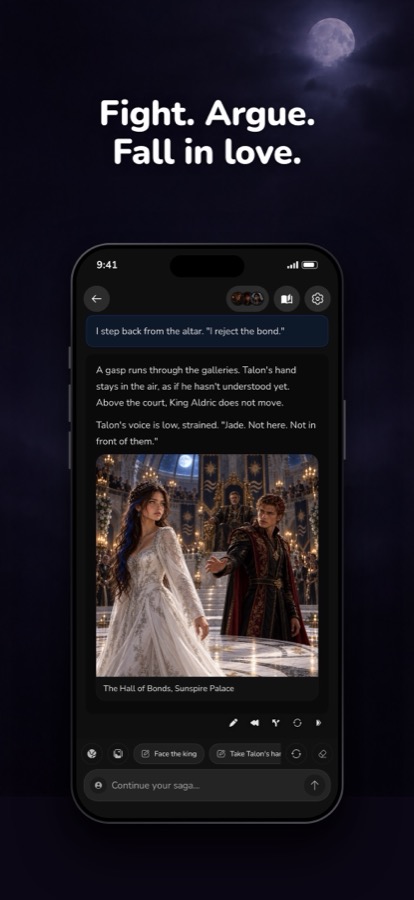 Fight. Argue.
Fall in love.
9:41
I step back from the altar. "I reject the bond."
A gasp runs through the galleries. Talon's hand
stays in the air, as if he hasn't understood yet.
Above the court, King Aldric does not move.
Talon's voice is low, strained. "Jade. Not here. Not in
front of them."
The Hall of Bonds, Sunspire Palace
Face the king
Take Talon's har
Continue your saga...